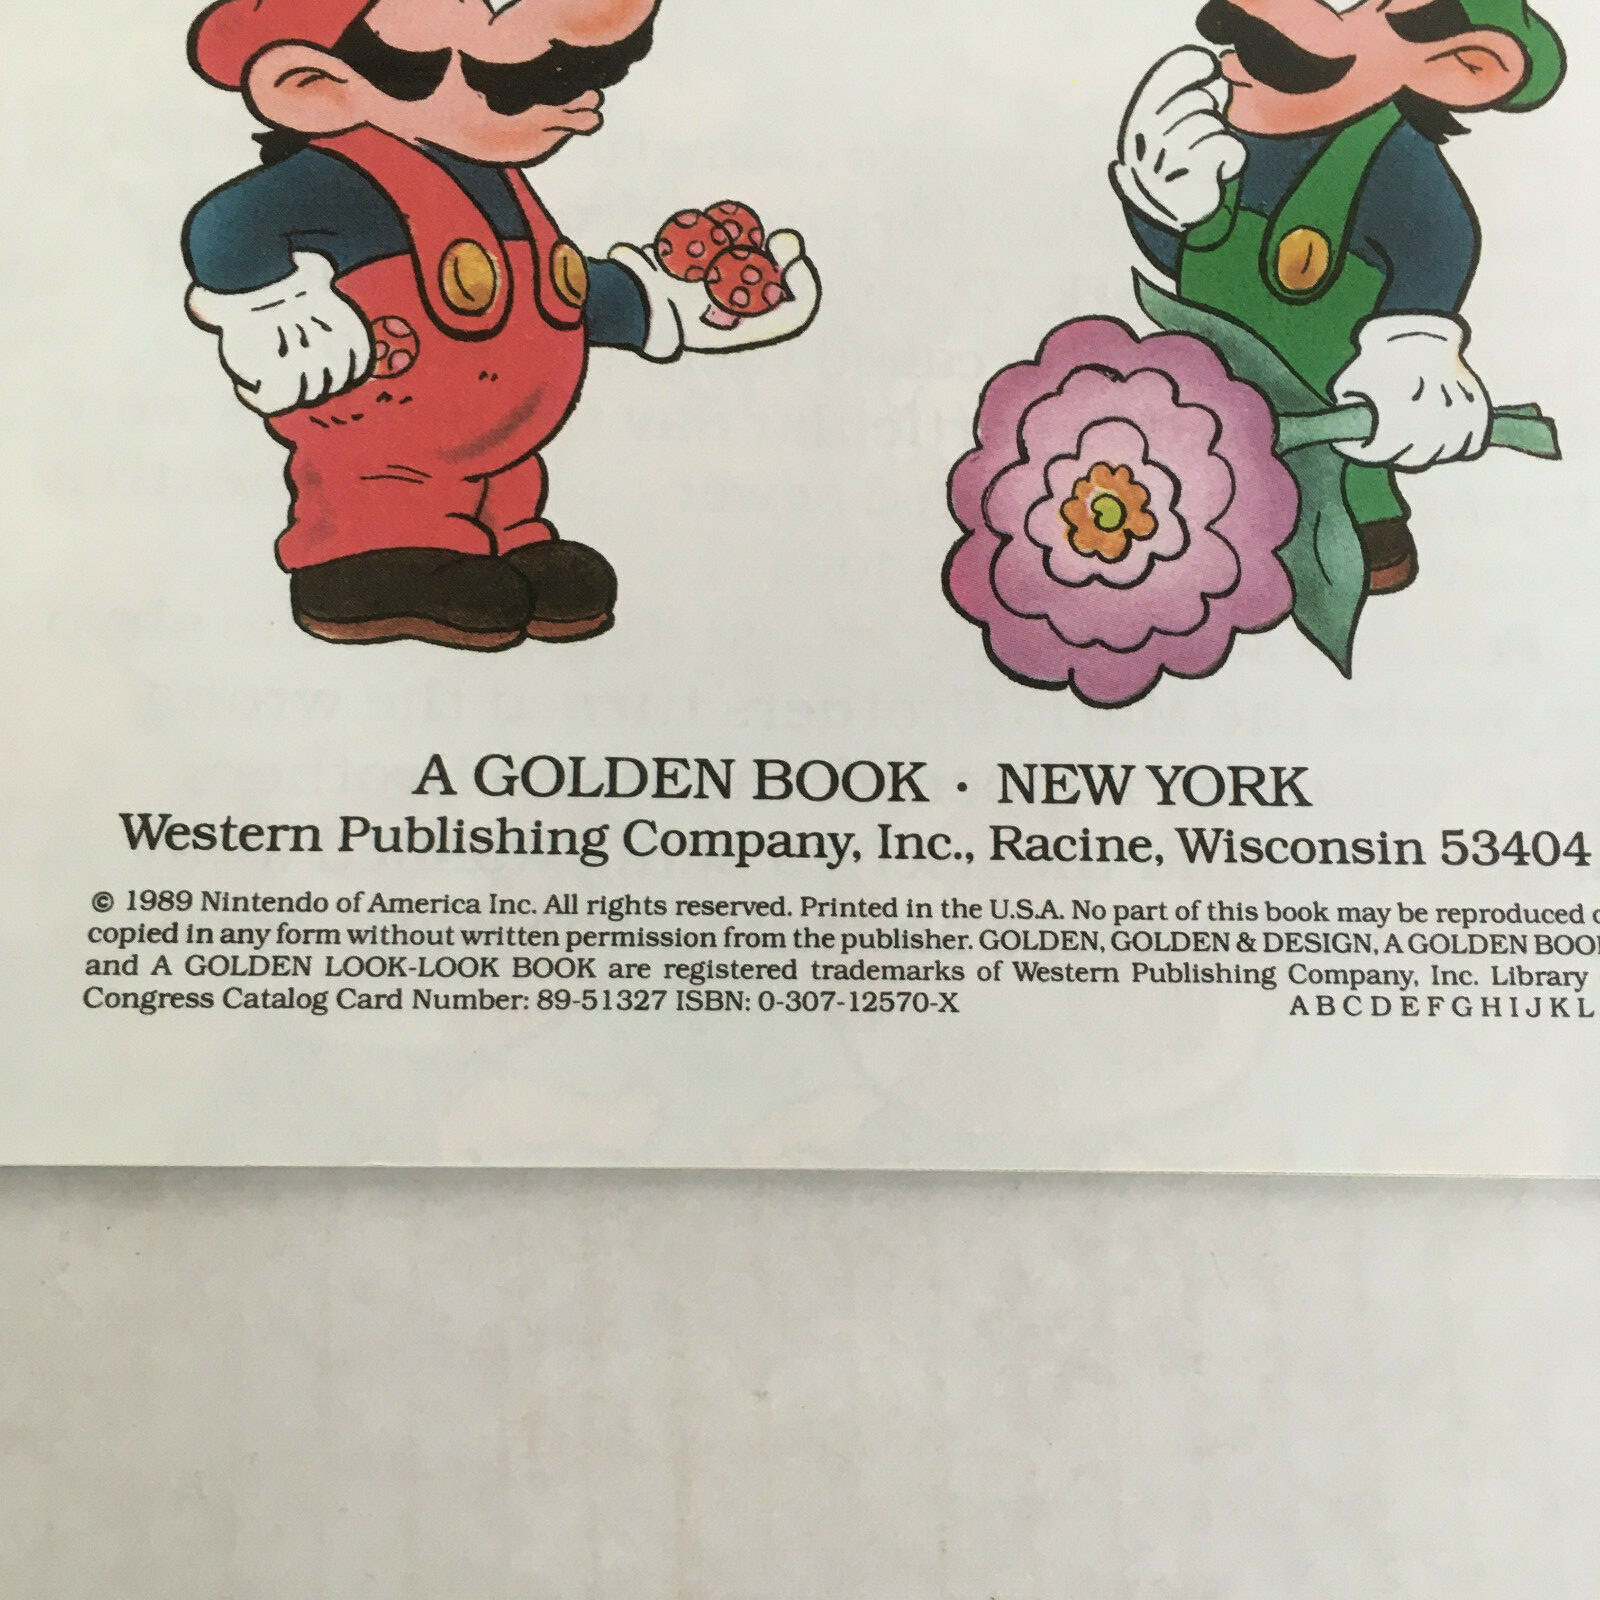 A GOLDEN BOOK • NEW YORK
Western Publishing Company, Inc., Racine, Wisconsin 53404
© 1989 Nintendo of America Inc. All rights reserved. Printed in the U.S.A. No part of this book may be reproduced
copied in any form without written permission from the publisher. GOLDEN, GOLDEN & DESIGN, A GOLDEN BOO
and A GOLDEN LOOK-LOOK BOOK are registered trademarks of Western Publishing Company, Inc. Library
Congress Catalog Card Number: 89-51327 ISBN: 0-307-12570-X A B C D E F G H I J K L